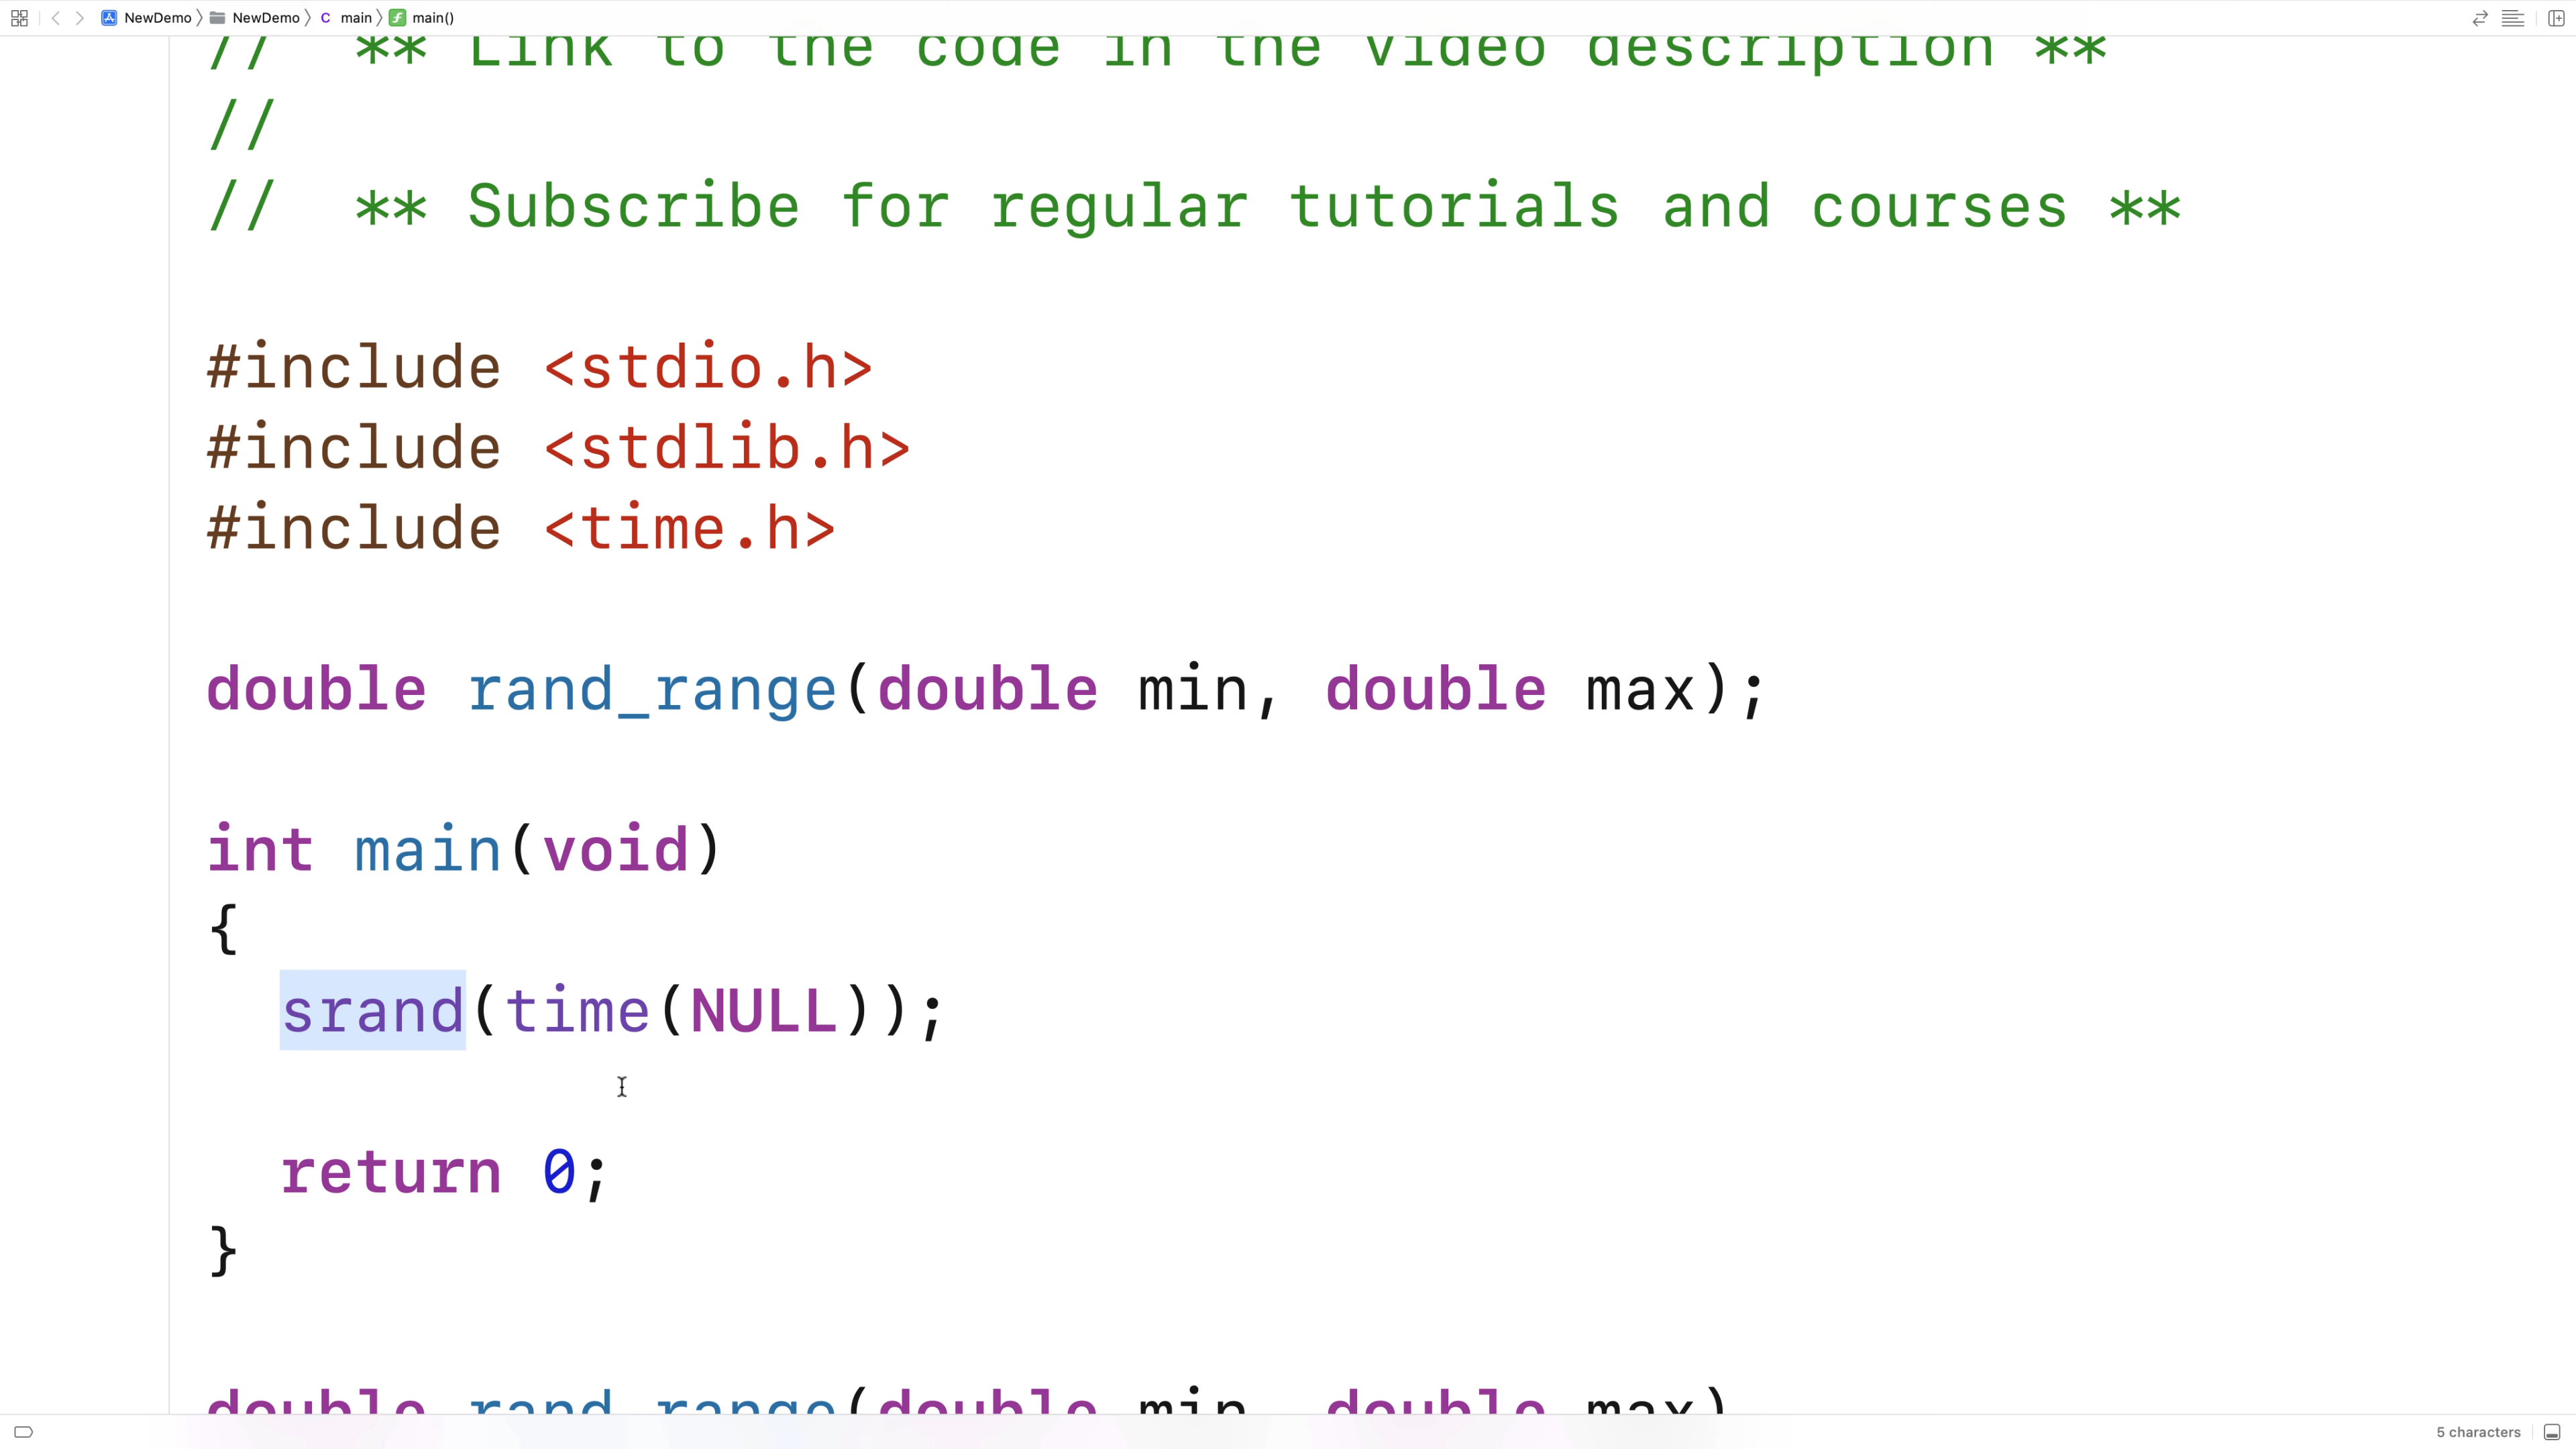 NewDemo 〉 NewDemo 〉 C main 〉 f main()
// ** Link to the code in the video description **
//
// ** Subscribe for regular tutorials and courses **
#include <stdio.h>
#include <stdlib.h>
#include <time.h>
double rand_range(double min, double max);
int main(void)
{
srand(time(NULL));
return 0;
}
double rand_range(double min, double max)
5 characters